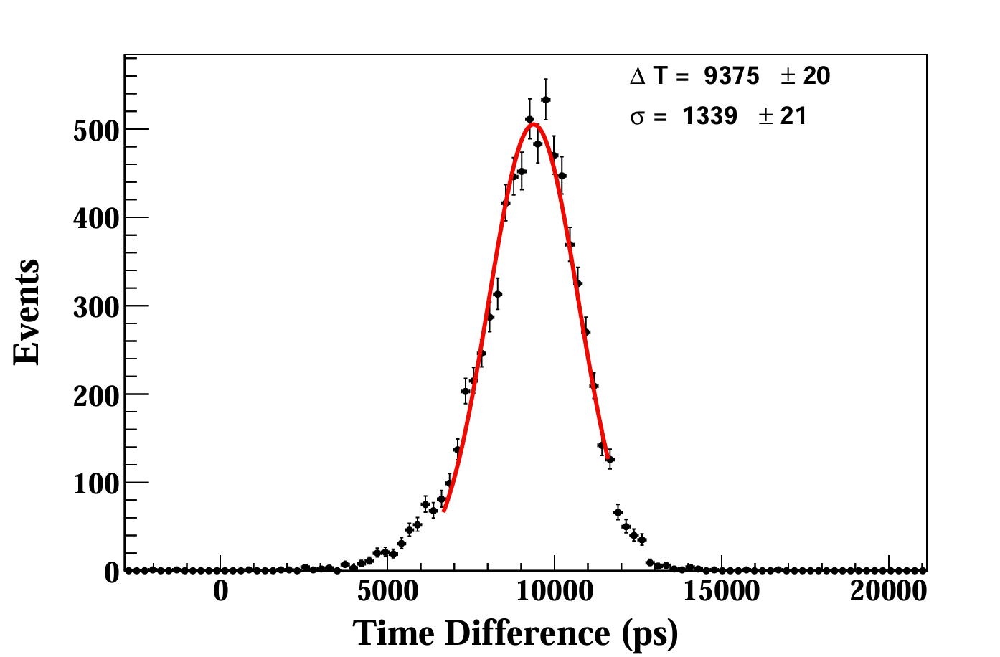 Δ T = 9375 ± 20
σ = 1339 ± 21
500
400
300
200
100
0
Events
0 5000 10000 15000 20000
Time Difference (ps)